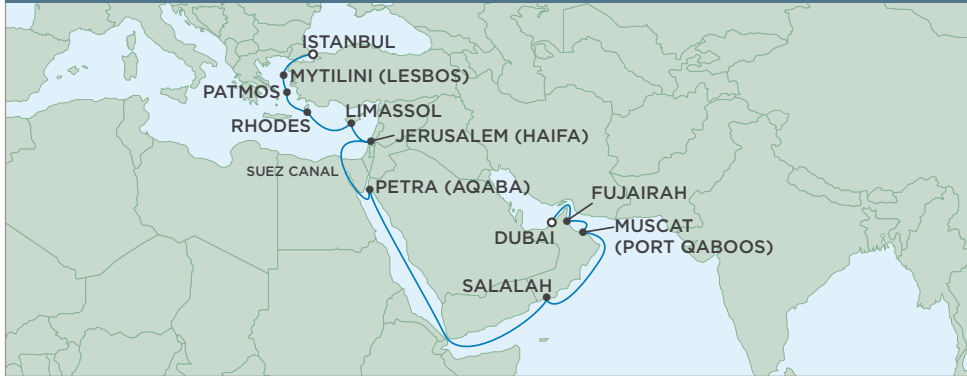 ISTANBUL
MYTILINI (LESBOS)
PATMOS
LIMASSOL
RHODES
JERUSALEM (HAIFA)
SUEZ CANAL
PETRA (AQABA)
FUJAIRAH
MUSCAT
(PORT QABOOS)
DUBAI
SALALAH